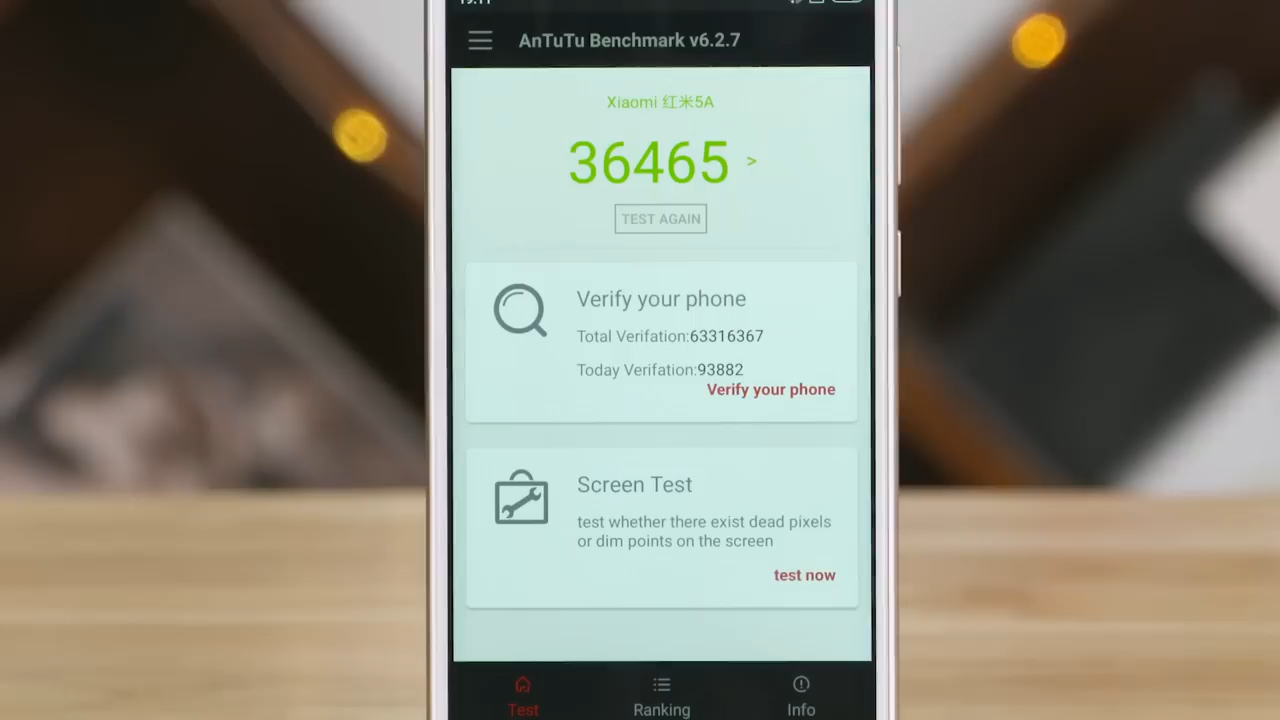 AnTuTu Benchmark v6.2.7
Xiaomi 红米5A
36465 >
TEST AGAIN
Verify your phone
Total Verifation:63316367
Today Verifation:93882
Verify your phone
Screen Test
test whether there exist dead pixels
or dim points on the screen
test now
Test Ranking Info